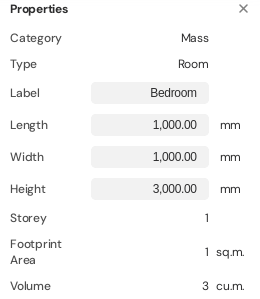 Properties ×
Category Mass
Type Room
Label Bedroom
Length 1,000.00 mm
Width 1,000.00 mm
Height 3,000.00 mm
Storey 1
Footprint Area 1 sq.m.
Volume 3 cu.m.